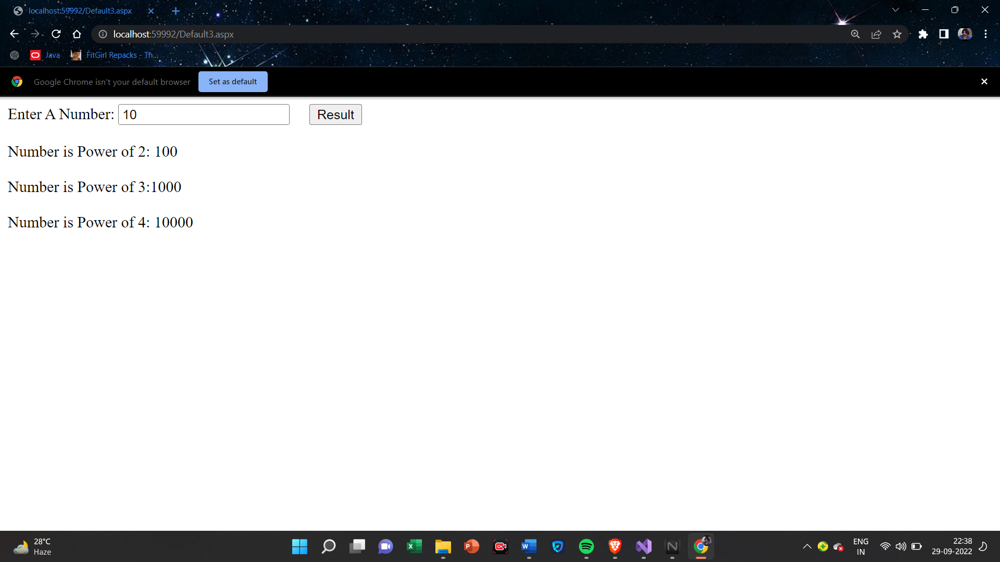 localhost:59992/Default3.aspx
localhost:59992/Default3.aspx
Java FitGirl Repacks - Th...
Google Chrome isn't your default browser Set as default
Enter A Number: 10 Result
Number is Power of 2: 100
Number is Power of 3:1000
Number is Power of 4: 10000
28°C
Haze
ENG
IN
22:38
29-09-2022